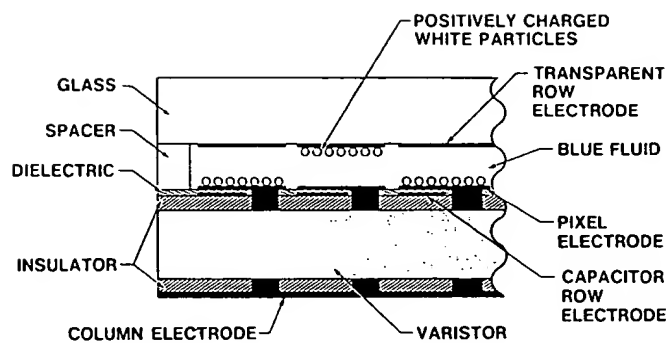 POSITIVELY CHARGED
WHITE PARTICLES
GLASS
TRANSPARENT
ROW
ELECTRODE
SPACER
BLUE FLUID
DIELECTRIC
PIXEL
ELECTRODE
INSULATOR
CAPACITOR
ROW
ELECTRODE
COLUMN ELECTRODE
VARISTOR